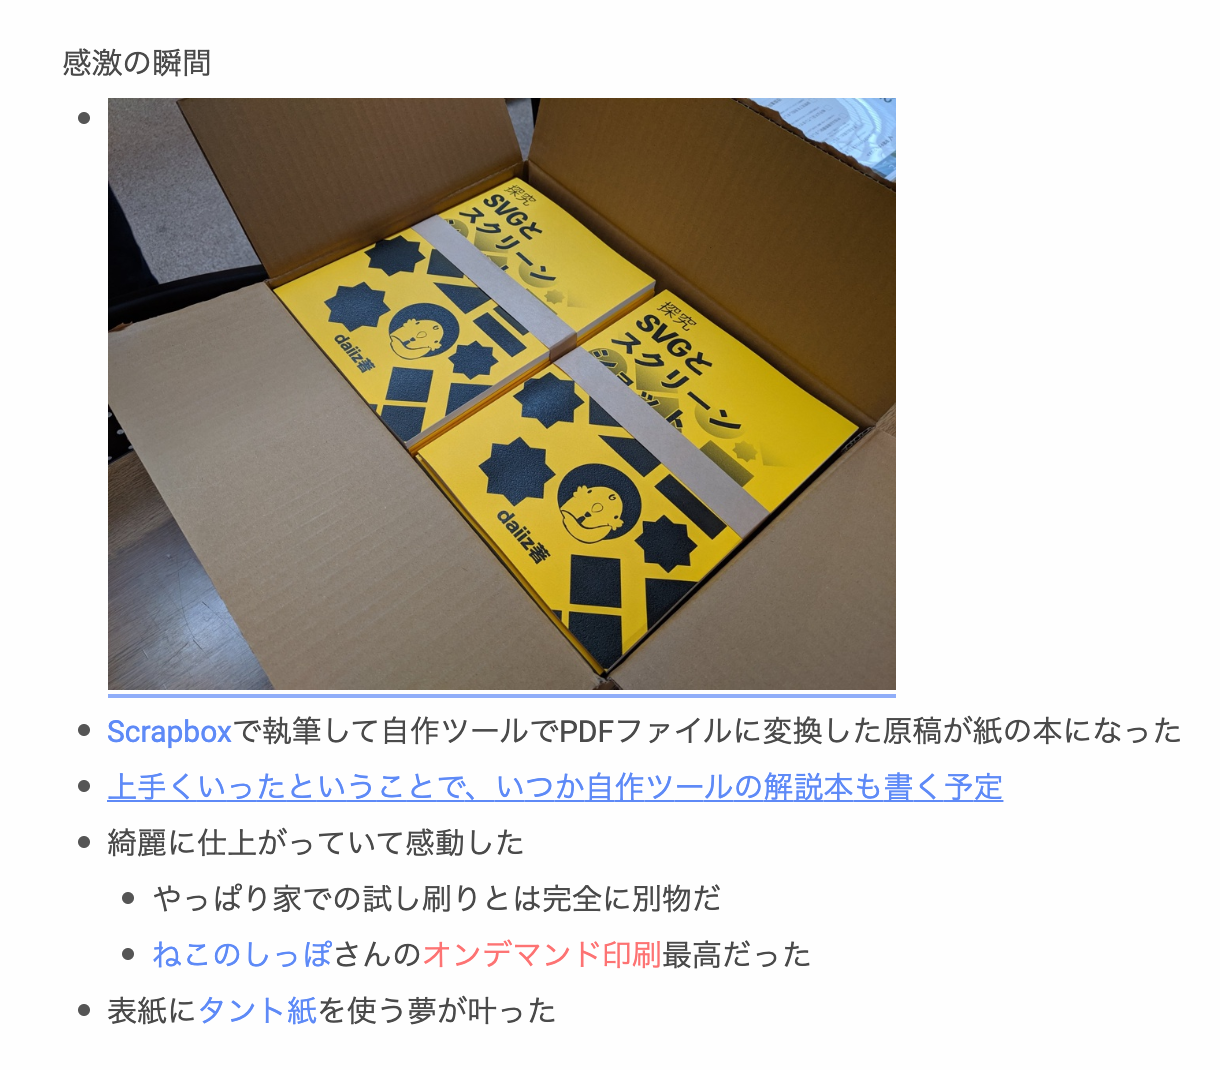 感激の瞬間
探究
SVGと
スクリーン
daiiz著
探究
SVGと
スクリーン
ショット
daiiz著
Scrapboxで執筆して自作ツールでPDFファイルに変換した原稿が紙の本になった
上手くいったということで、いつか自作ツールの解説本も書く予定
綺麗に仕上がっていて感動した
やっぱり家での試し刷りとは完全に別物だ
ねこのしっぽさんのオンデマンド印刷最高だった
表紙にタント紙を使う夢が叶った